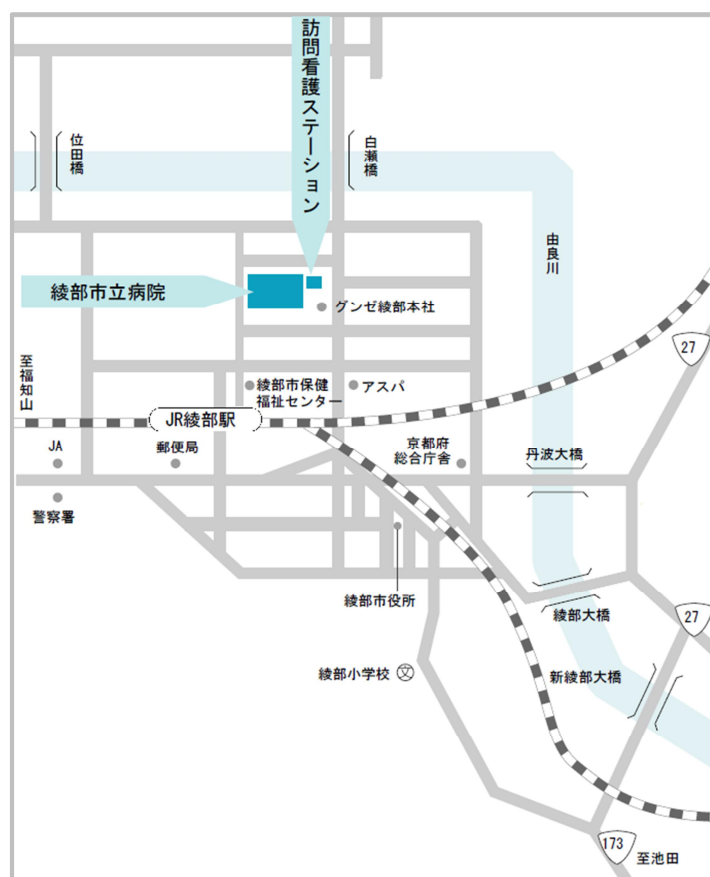 訪問看護ステーション
位田橋
白瀬橋
由良川
綾部市立病院
グンゼ綾部本社
27
至福知山
綾部市保健
福祉センター
アスパ
JR綾部駅
JA
郵便局
京都府
総合庁舎
丹波大橋
警察署
綾部市役所
綾部大橋
27
綾部小学校
文
新綾部大橋
173
至池田